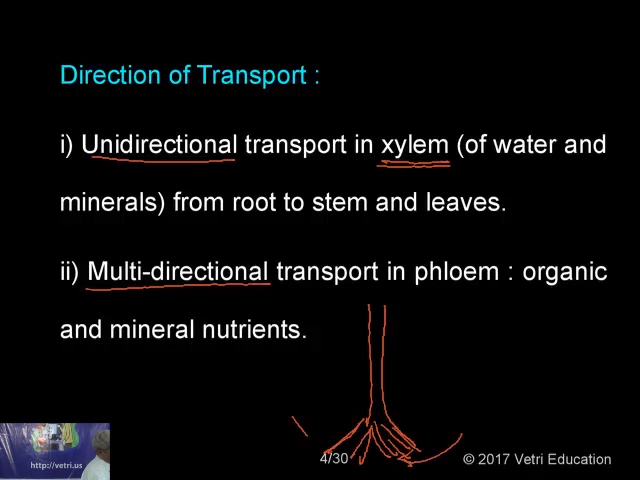 Direction of Transport :
i) Unidirectional transport in xylem (of water and
minerals) from root to stem and leaves.
ii) Multi-directional transport in phloem : organic
and mineral nutrients.
http://vetri.us
4/30
© 2017 Vetri Education